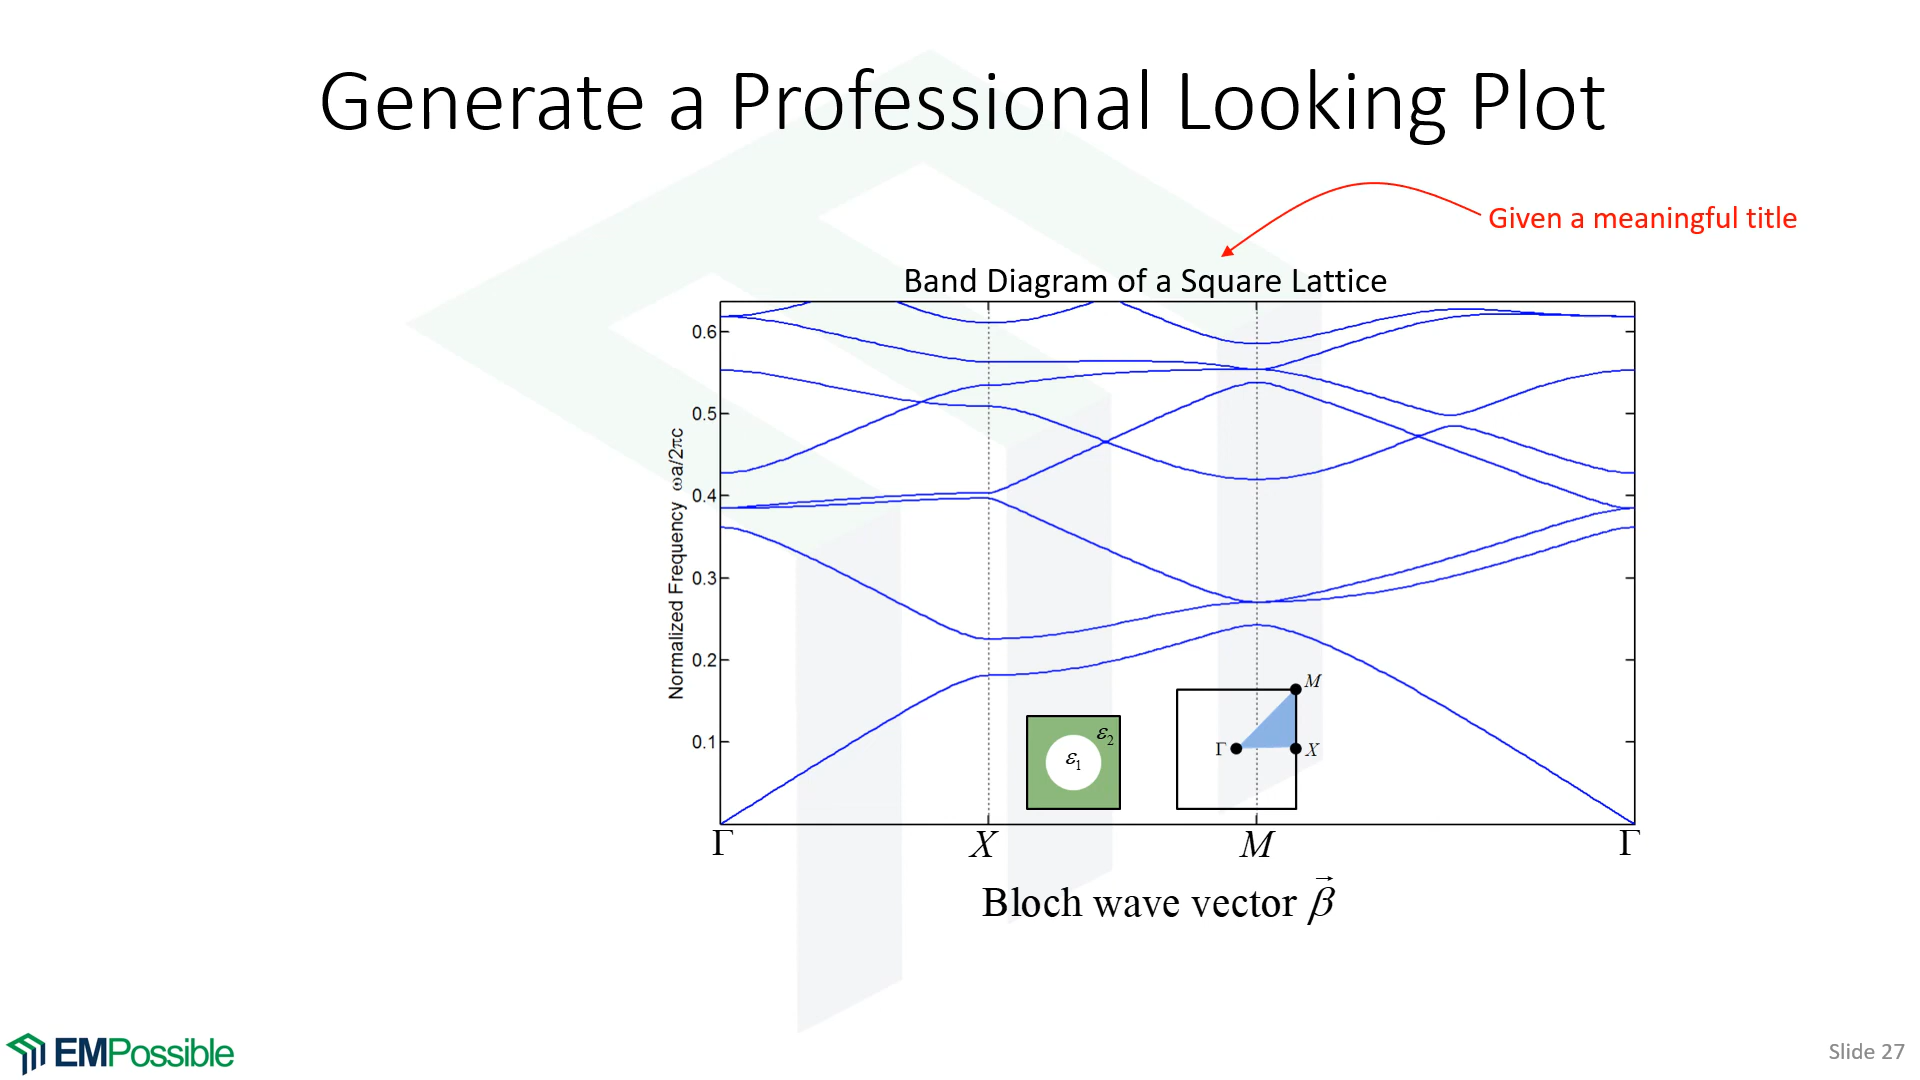 Generate a Professional Looking Plot
Given a meaningful title
Band Diagram of a Square Lattice
Normalized Frequency ωa/2πc
0.6
0.5
0.4
0.3
0.2
0.1
ε₂
ε₁
M
Γ
X
Γ X M Γ
Bloch wave vector β⃗
EMPossible
Slide 27